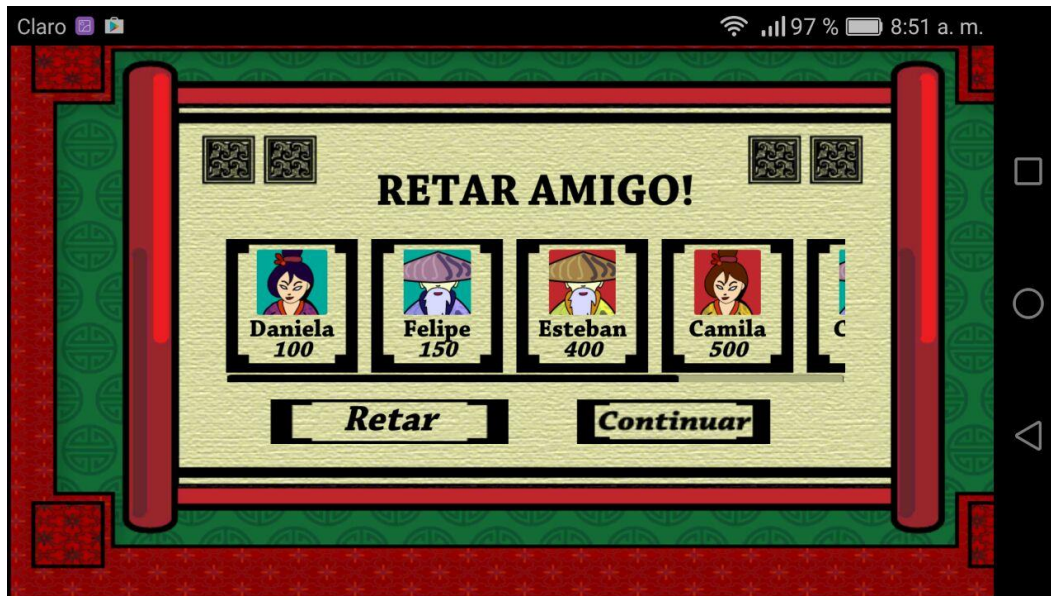 Claro 97 % 8:51 a. m.
RETAR AMIGO!
Daniela Felipe Esteban Camila C
100 150 400 500
Retar Continuar